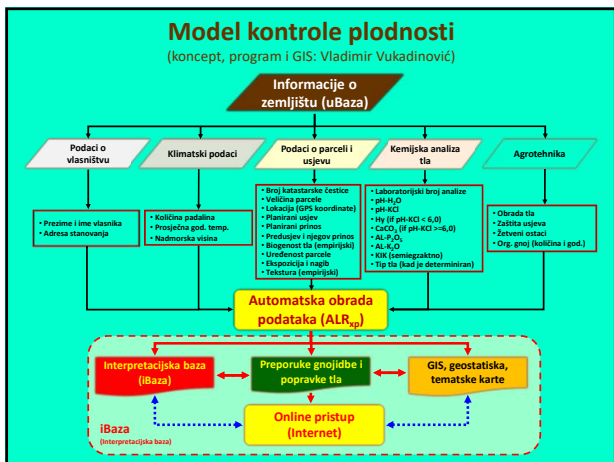 Model kontrole plodnosti
(koncept, program i GIS: Vladimir Vukadinović)
Informacije o
zemljištu (uBaza)
Podaci o
vlasništvu
Klimatski podaci
Podaci o parceli i
usjevu
Kemijska analiza
tla
Agrotehnika
• Prezime i ime vlasnika
• Adresa stanovanja
• Količina padalina
• Prosječna god. temp.
• Nadmorska visina
• Broj katastarske čestice
• Veličina parcele
• Lokacija (GPS koordinate)
• Planirani usjev
• Planirani prinos
• Predusjev i njegov prinos
• Biogenost tla (empirijski)
• Uređenost parcele
• Ekspozicija i nagib
• Tekstura (empirijski)
• Laboratorijski broj analize
• pH-H₂O
• pH-KCl
• Hy (if pH-KCl < 6,0)
• CaCO₃ (if pH-KCl >=6,0)
• AL-P₂O₅
• AL-K₂O
• KIK (semiegzaktno)
• Tip tla (kad je determiniran)
• Obrada tla
• Zaštita usjeva
• Žetveni ostaci
• Org. gnoj (količina i god.)
Automatska obrada
podataka (ALRxp)
Interpretacijska baza
(iBaza)
Preporuke gnojidbe i
popravke tla
GIS, geostatiska,
tematske karte
Online pristup
(Internet)
iBaza
(Interpretacijska baza)